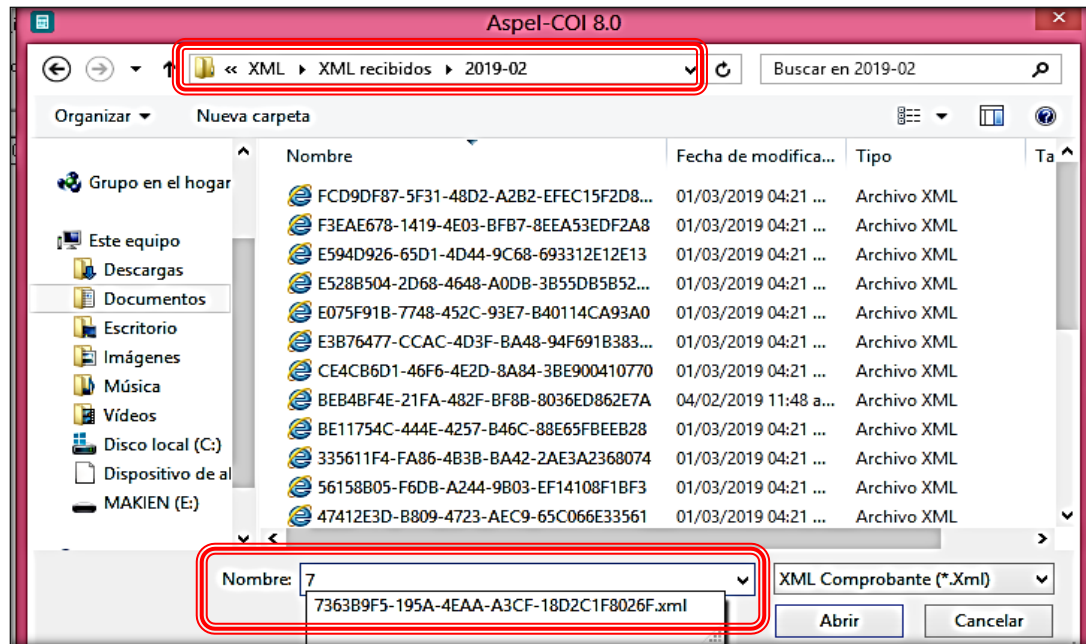 Aspel-COI 8.0
« XML ▸ XML recibidos ▸ 2019-02
Buscar en 2019-02
Organizar ▾ Nueva carpeta
Nombre Fecha de modifica... Tipo Ta
Grupo en el hogar
Este equipo
Descargas
Documentos
Escritorio
Imágenes
Música
Vídeos
Disco local (C:)
Dispositivo de al
MAKIEN (E:)
FCD9DF87-5F31-48D2-A2B2-EFEC15F2D8... 01/03/2019 04:21 ... Archivo XML
F3EAE678-1419-4E03-BFB7-8EEA53EDF2A8 01/03/2019 04:21 ... Archivo XML
E594D926-65D1-4D44-9C68-693312E12E13 01/03/2019 04:21 ... Archivo XML
E528B504-2D68-4648-A0DB-3B55DB5B52... 01/03/2019 04:21 ... Archivo XML
E075F91B-7748-452C-93E7-B40114CA93A0 01/03/2019 04:21 ... Archivo XML
E3B76477-CCAC-4D3F-BA48-94F691B383... 01/03/2019 04:21 ... Archivo XML
CE4CB6D1-46F6-4E2D-8A84-3BE900410770 01/03/2019 04:21 ... Archivo XML
BEB4BF4E-21FA-482F-BF8B-8036ED862E7A 04/02/2019 11:48 a... Archivo XML
BE11754C-444E-4257-B46C-88E65FBEEB28 01/03/2019 04:21 ... Archivo XML
335611F4-FA86-4B3B-BA42-2AE3A2368074 01/03/2019 04:21 ... Archivo XML
56158B05-F6DB-A244-9B03-EF14108F1BF3 01/03/2019 04:21 ... Archivo XML
47412E3D-B809-4723-AEC9-65C066E33561 01/03/2019 04:21 ... Archivo XML
Nombre: 7 XML Comprobante (*.Xml)
7363B9F5-195A-4EAA-A3CF-18D2C1F8026F.xml
Abrir Cancelar